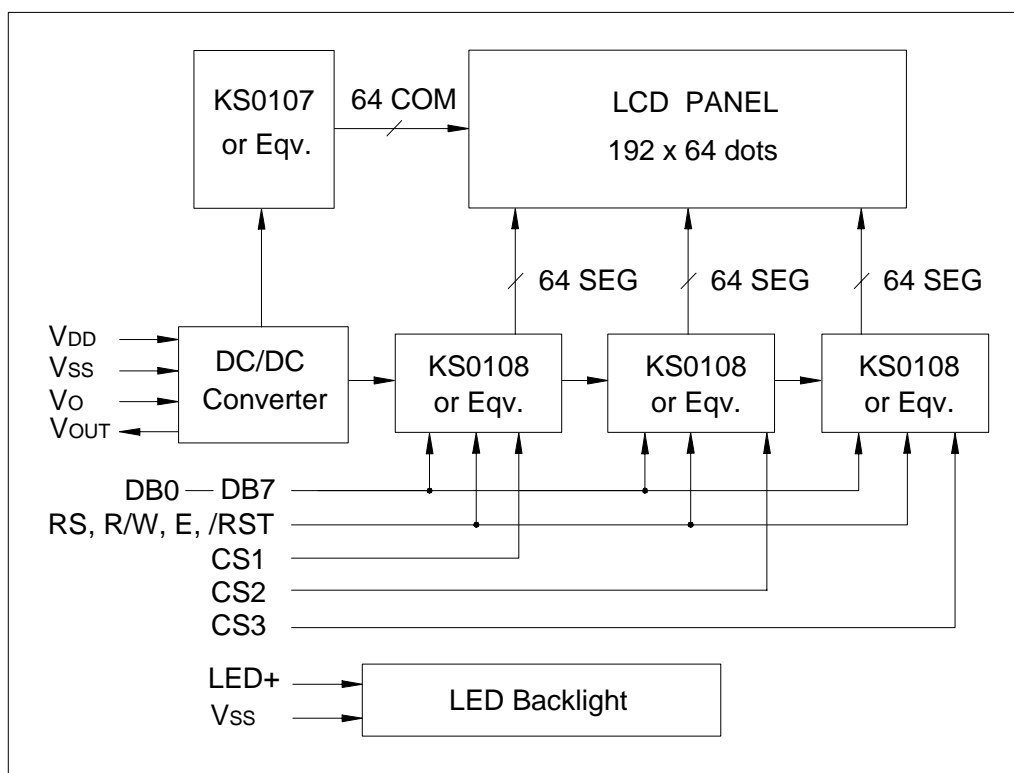 KS0107
or Eqv.
64 COM
LCD PANEL
192 x 64 dots
64 SEG
64 SEG
64 SEG
VDD
VSS
VO
VOUT
DC/DC
Converter
KS0108
or Eqv.
KS0108
or Eqv.
KS0108
or Eqv.
DB0 — DB7
RS, R/W, E, /RST
CS1
CS2
CS3
LED+
VSS
LED Backlight